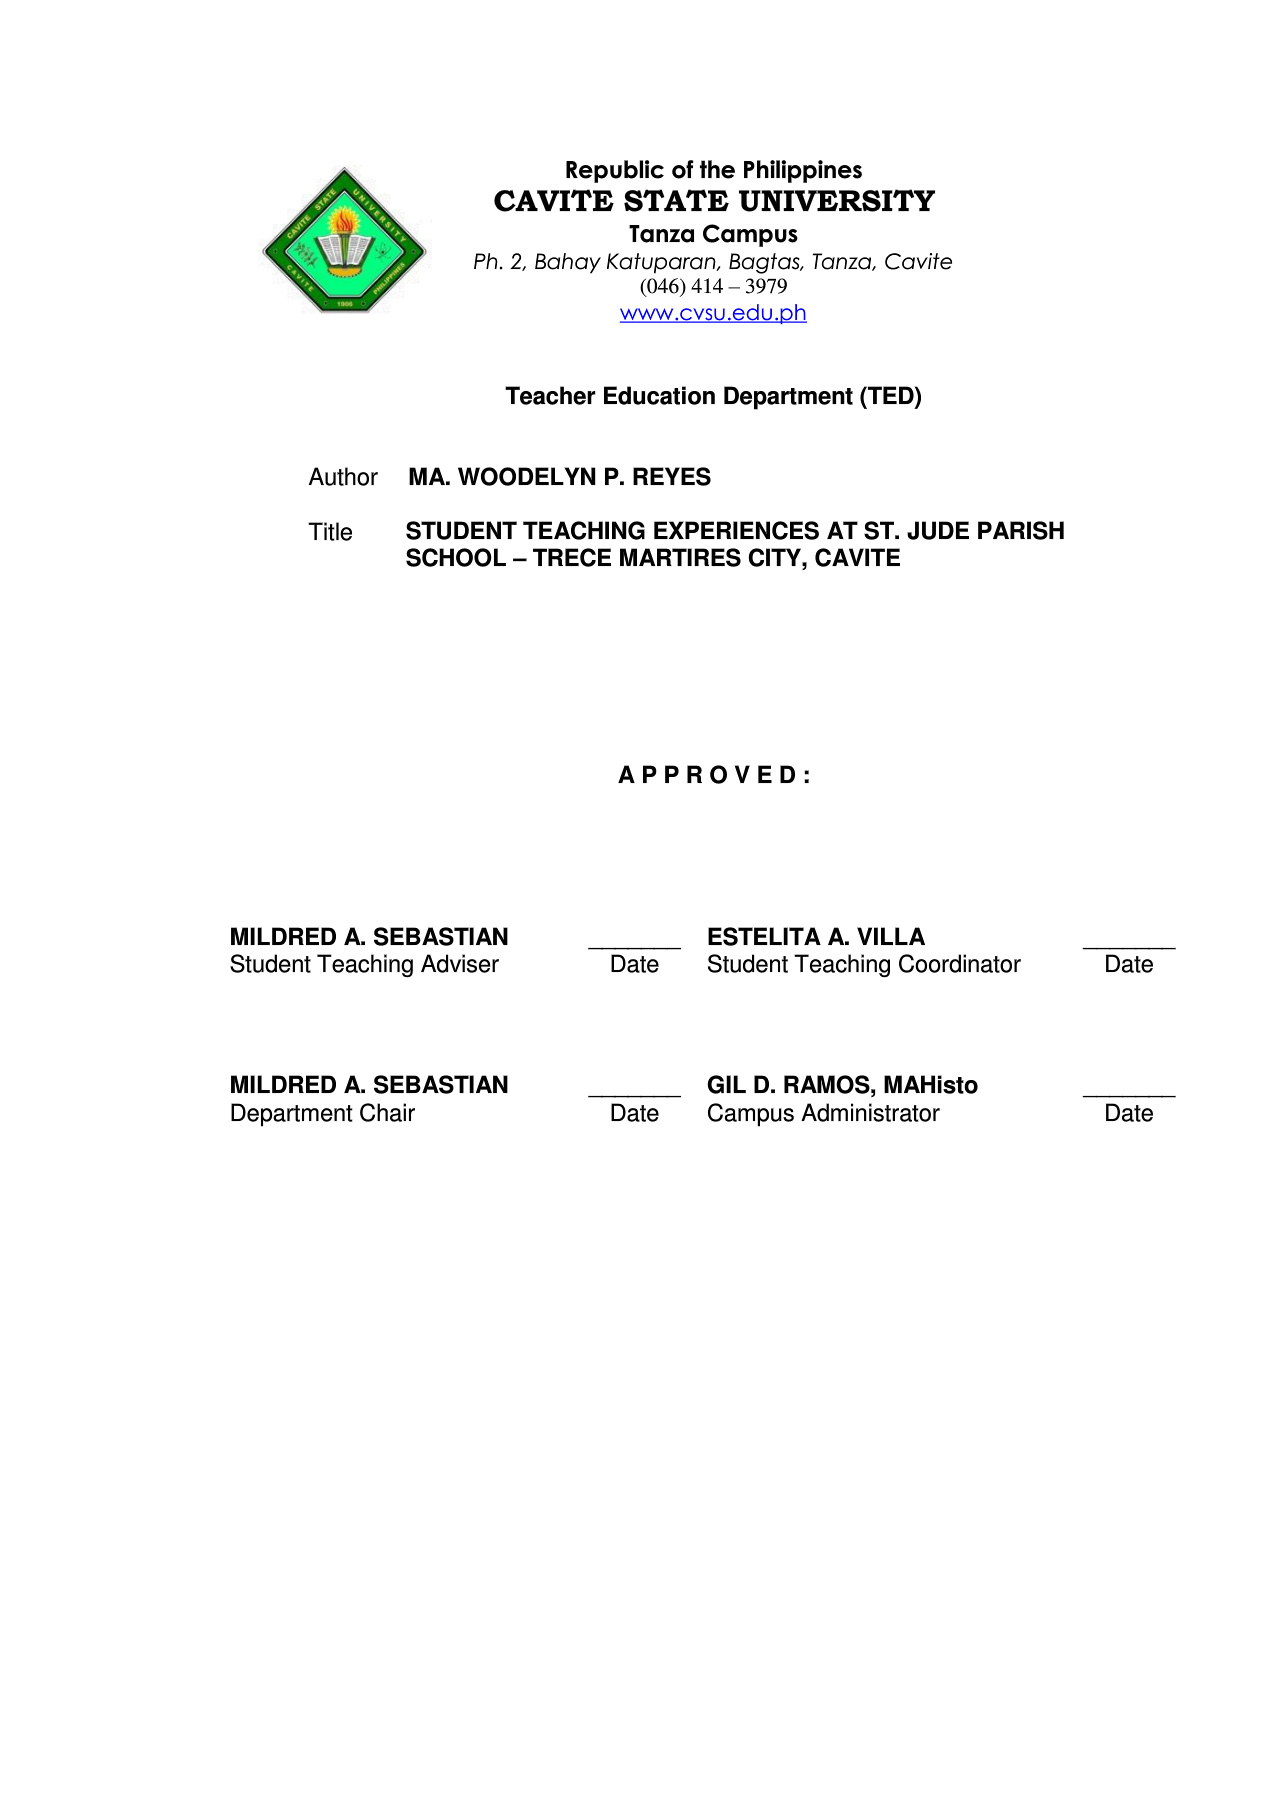 CAVITE STATE UNIVERSITY
CAVITE PHILIPPINES
1906
Republic of the Philippines
CAVITE STATE UNIVERSITY
Tanza Campus
Ph. 2, Bahay Katuparan, Bagtas, Tanza, Cavite
(046) 414 – 3979
www.cvsu.edu.ph
Teacher Education Department (TED)
Author MA. WOODELYN P. REYES
Title STUDENT TEACHING EXPERIENCES AT ST. JUDE PARISH
SCHOOL – TRECE MARTIRES CITY, CAVITE
A P P R O V E D :
MILDRED A. SEBASTIAN _______ ESTELITA A. VILLA _______
Student Teaching Adviser Date Student Teaching Coordinator Date
MILDRED A. SEBASTIAN _______ GIL D. RAMOS, MAHisto _______
Department Chair Date Campus Administrator Date